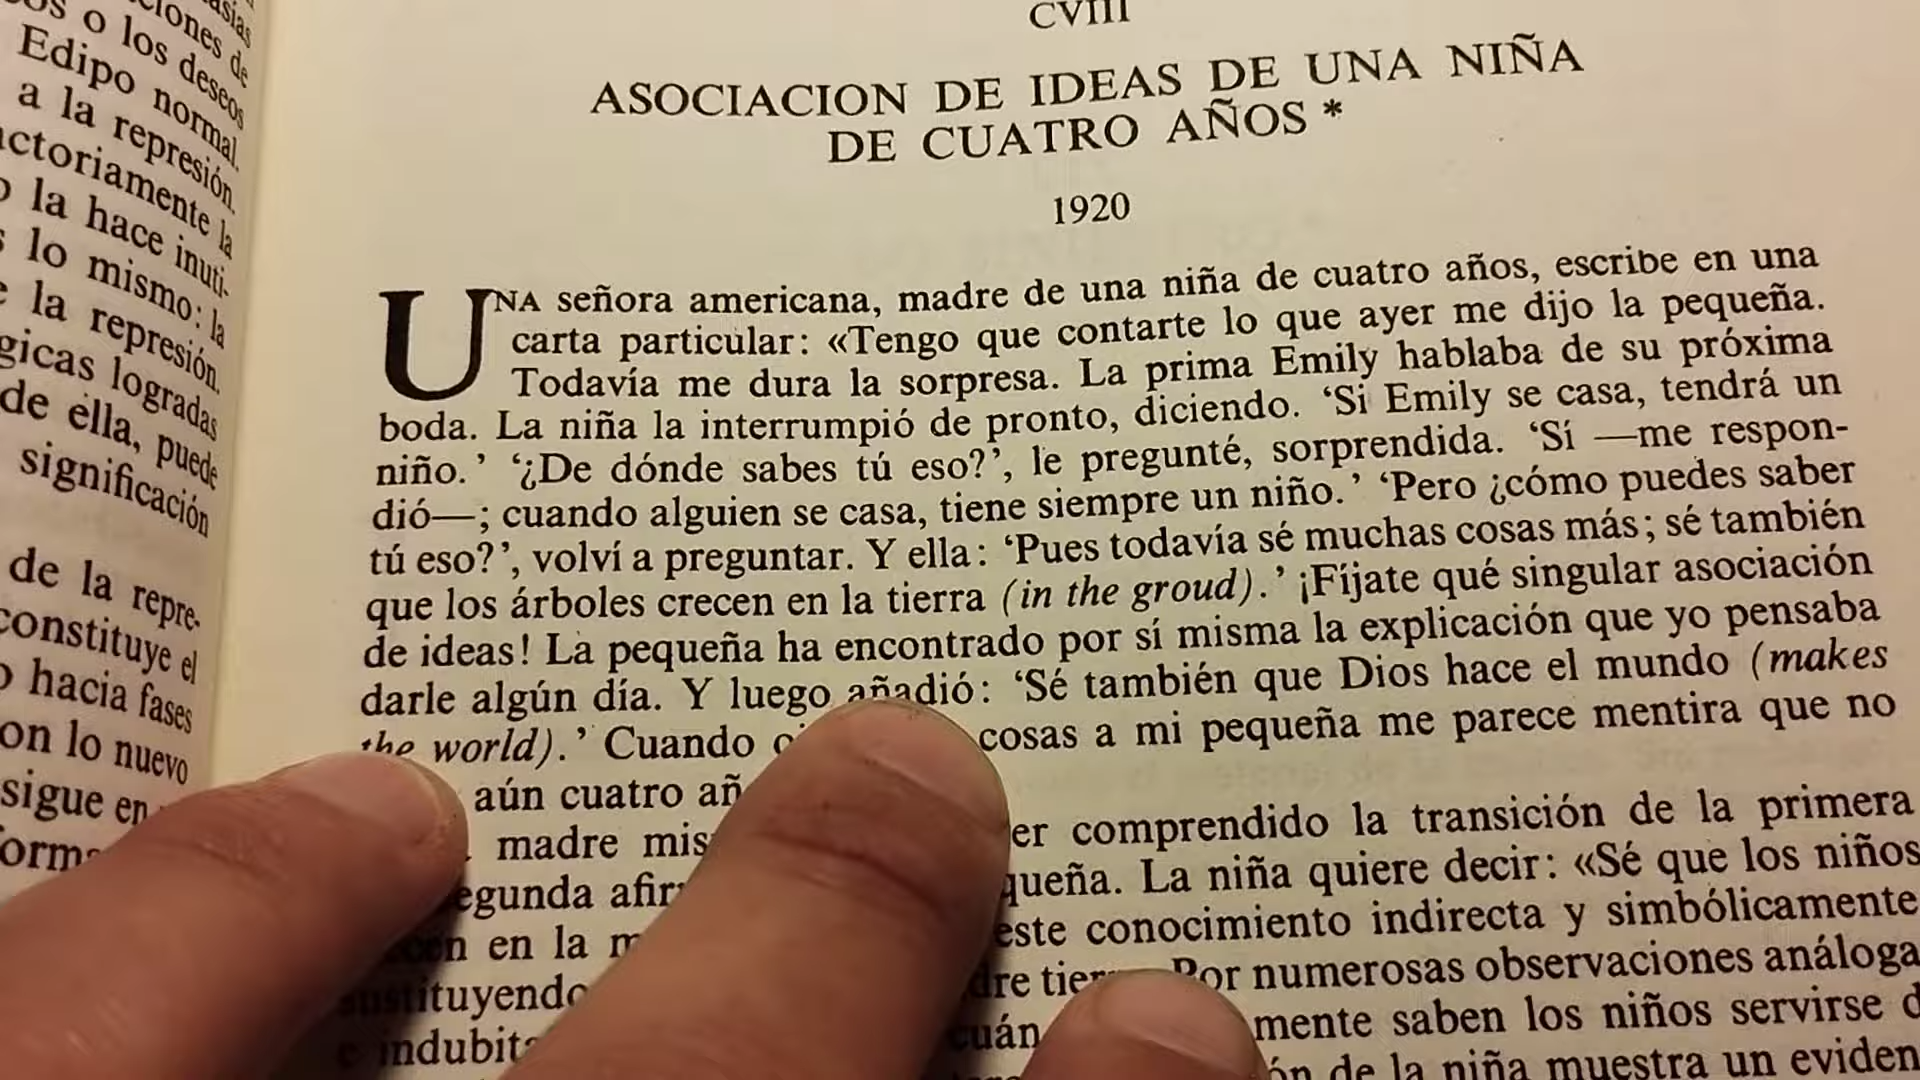 o los deseos
Edipo normal.
a la represión.
la
la hace inuti-
lo mismo: la
la represión.
logradas
de ella, puede
significación
de la repre-
constituye el
hacia fases
lo nuevo
sigue en
CVIII
ASOCIACION DE IDEAS DE UNA NIÑA
DE CUATRO AÑOS *
1920
UNA señora americana, madre de una niña de cuatro años, escribe en una
carta particular: «Tengo que contarte lo que ayer me dijo la pequeña.
Todavía me dura la sorpresa. La prima Emily hablaba de su próxima
boda. La niña la interrumpió de pronto, diciendo. ‘Si Emily se casa, tendrá un
niño.’ ‘¿De dónde sabes tú eso?’, le pregunté, sorprendida. ‘Sí —me respon-
dió—; cuando alguien se casa, tiene siempre un niño.’ ‘Pero ¿cómo puedes saber
tú eso?’, volví a preguntar. Y ella: ‘Pues todavía sé muchas cosas más; sé también
que los árboles crecen en la tierra (in the groud).’ ¡Fíjate qué singular asociación
de ideas! La pequeña ha encontrado por sí misma la explicación que yo pensaba
darle algún día. Y luego añadió: ‘Sé también que Dios hace el mundo (makes
the world).’ Cuando cosas a mi pequeña me parece mentira que no
aún cuatro
madre comprendido la transición de la primera
La niña quiere decir: «Sé que los niños
en la este conocimiento indirecta y simbólicamente
Por numerosas observaciones
saben los niños servirse
de la niña muestra un